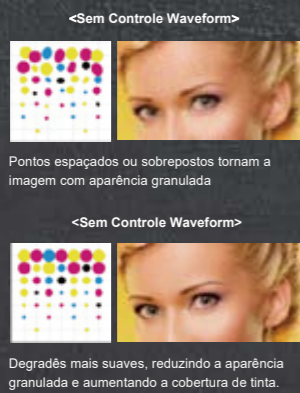 <Sem Controle Waveform>
Pontos espaçados ou sobrepostos tornam a
imagem com aparência granulada
<Sem Controle Waveform>
Degradês mais suaves, reduzindo a aparência
granulada e aumentando a cobertura de tinta.